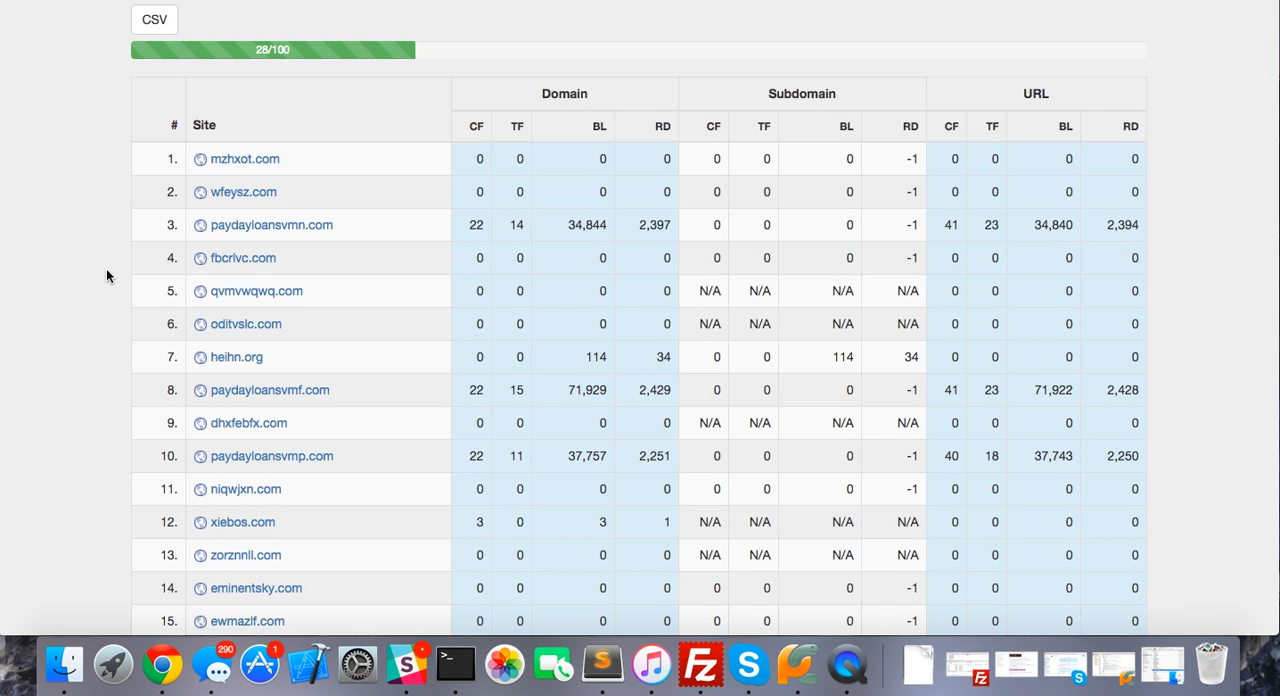 CSV
28/100
Domain Subdomain URL
# Site CF TF BL RD CF TF BL RD CF TF BL RD
1. mzhxot.com 0 0 0 0 0 0 0 -1 0 0 0 0
2. wfeysz.com 0 0 0 0 0 0 0 -1 0 0 0 0
3. paydayloansvmn.com 22 14 34,844 2,397 0 0 0 -1 41 23 34,840 2,394
4. fbcrlvc.com 0 0 0 0 0 0 0 -1 0 0 0 0
5. qvmvwqwq.com 0 0 0 0 N/A N/A N/A N/A 0 0 0 0
6. oditvslc.com 0 0 0 0 N/A N/A N/A N/A 0 0 0 0
7. heihn.org 0 0 114 34 0 0 114 34 0 0 0 0
8. paydayloansvmf.com 22 15 71,929 2,429 0 0 0 -1 41 23 71,922 2,428
9. dhxfebfx.com 0 0 0 0 N/A N/A N/A N/A 0 0 0 0
10. paydayloansvmp.com 22 11 37,757 2,251 0 0 0 -1 40 18 37,743 2,250
11. niqwjxn.com 0 0 0 0 0 0 0 -1 0 0 0 0
12. xiebos.com 3 0 3 1 N/A N/A N/A N/A 0 0 0 0
13. zorznnll.com 0 0 0 0 N/A N/A N/A N/A 0 0 0 0
14. eminentsky.com 0 0 0 0 0 0 0 -1 0 0 0 0
15. ewmazlf.com 0 0 0 0 0 0 0 -1 0 0 0 0
290 1